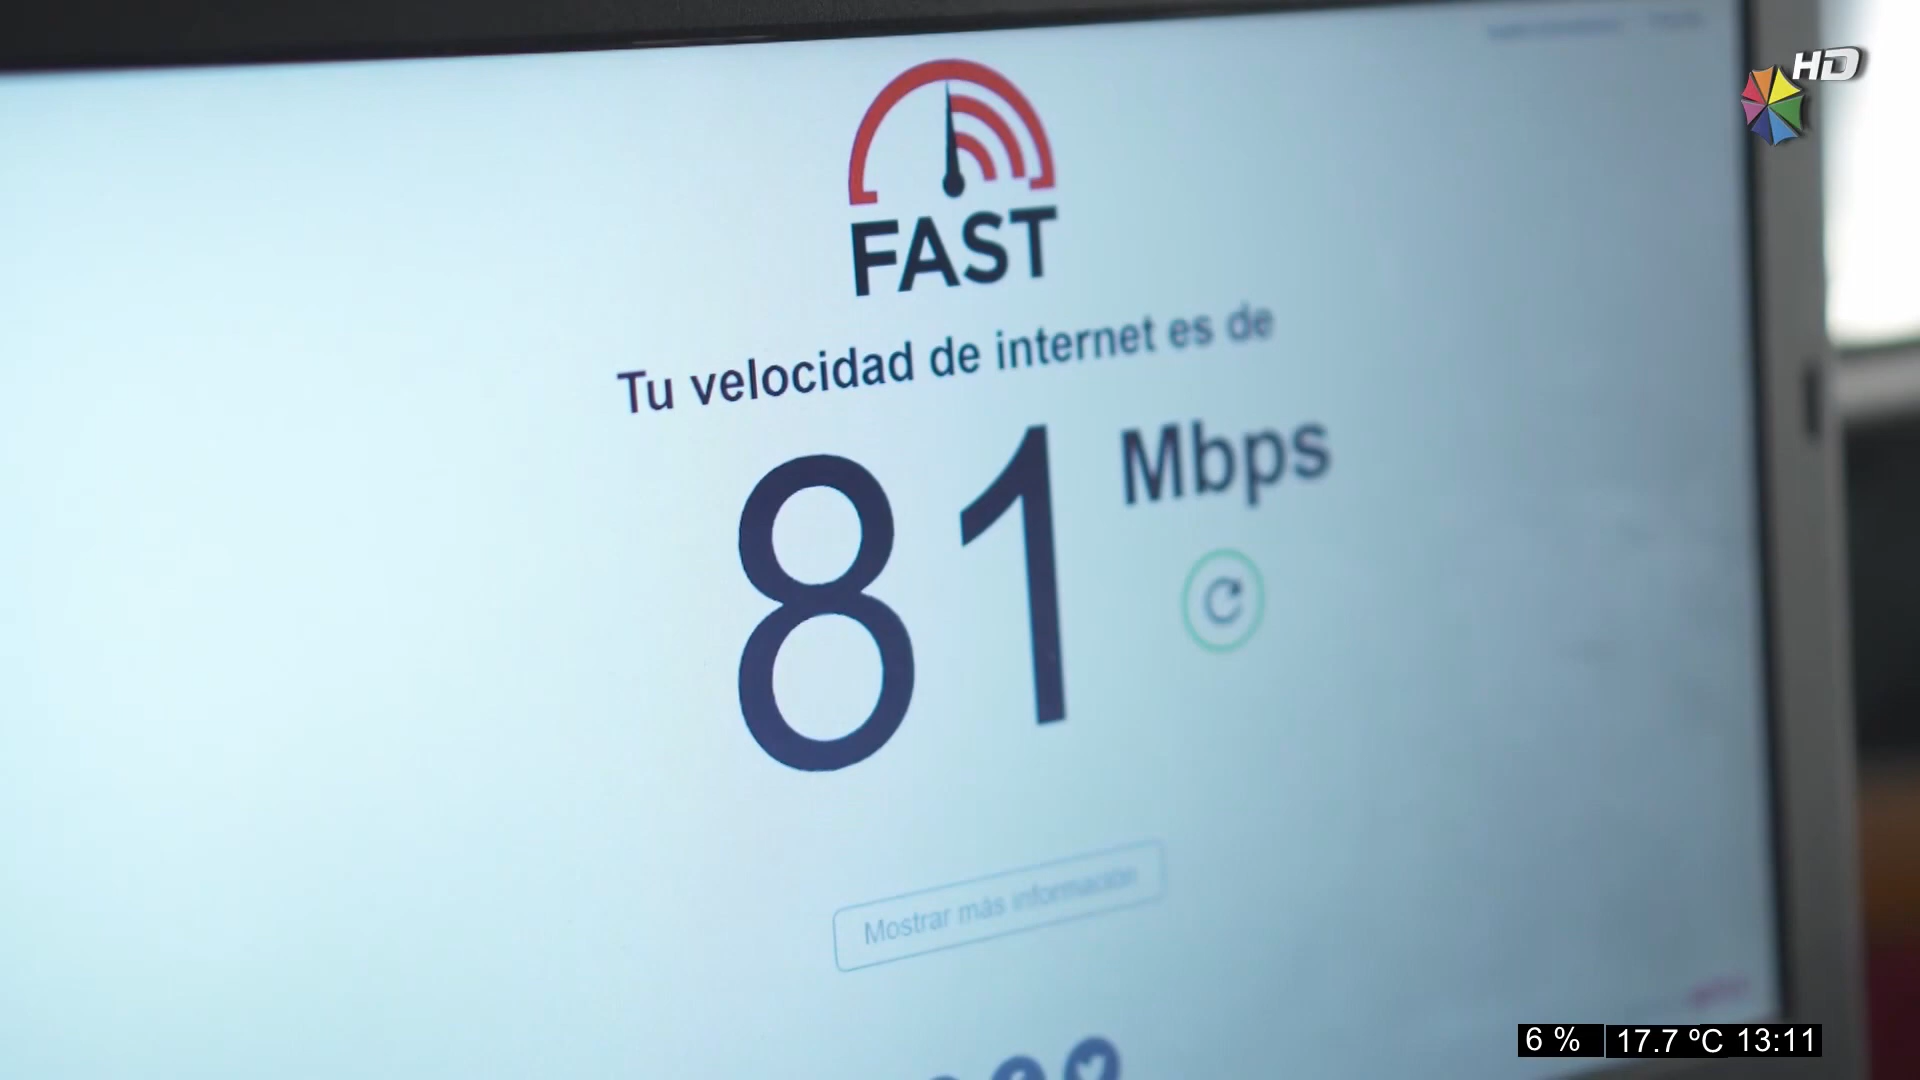 HD
FAST
Tu velocidad de internet es de
81 Mbps
Mostrar más información
6 % 17.7 ºC 13:11